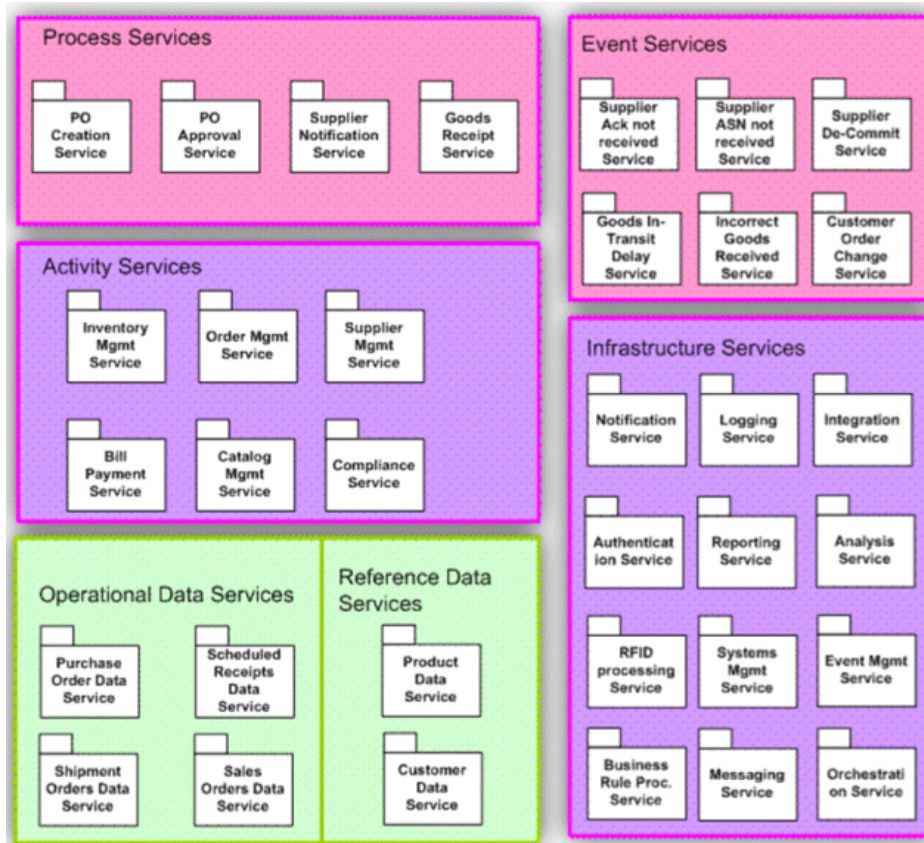 Process Services
PO
Creation
Service
PO
Approval
Service
Supplier
Notification
Service
Goods
Receipt
Service
Event Services
Supplier
Ack not
received
Service
Supplier
ASN not
received
Service
Supplier
De-Commit
Service
Goods In-
Transit
Delay
Service
Incorrect
Goods
Received
Service
Customer
Order
Change
Service
Activity Services
Inventory
Mgmt
Service
Order Mgmt
Service
Supplier
Mgmt
Service
Bill
Payment
Service
Catalog
Mgmt
Service
Compliance
Service
Infrastructure Services
Notification
Service
Logging
Service
Integration
Service
Authenticat
ion Service
Reporting
Service
Analysis
Service
RFID
processing
Service
Systems
Mgmt
Service
Event Mgmt
Service
Business
Rule Proc.
Service
Messaging
Service
Orchestrati
on Service
Operational Data Services
Purchase
Order Data
Service
Scheduled
Receipts
Data
Service
Shipment
Orders Data
Service
Sales
Orders Data
Service
Reference Data
Services
Product
Data
Service
Customer
Data
Service